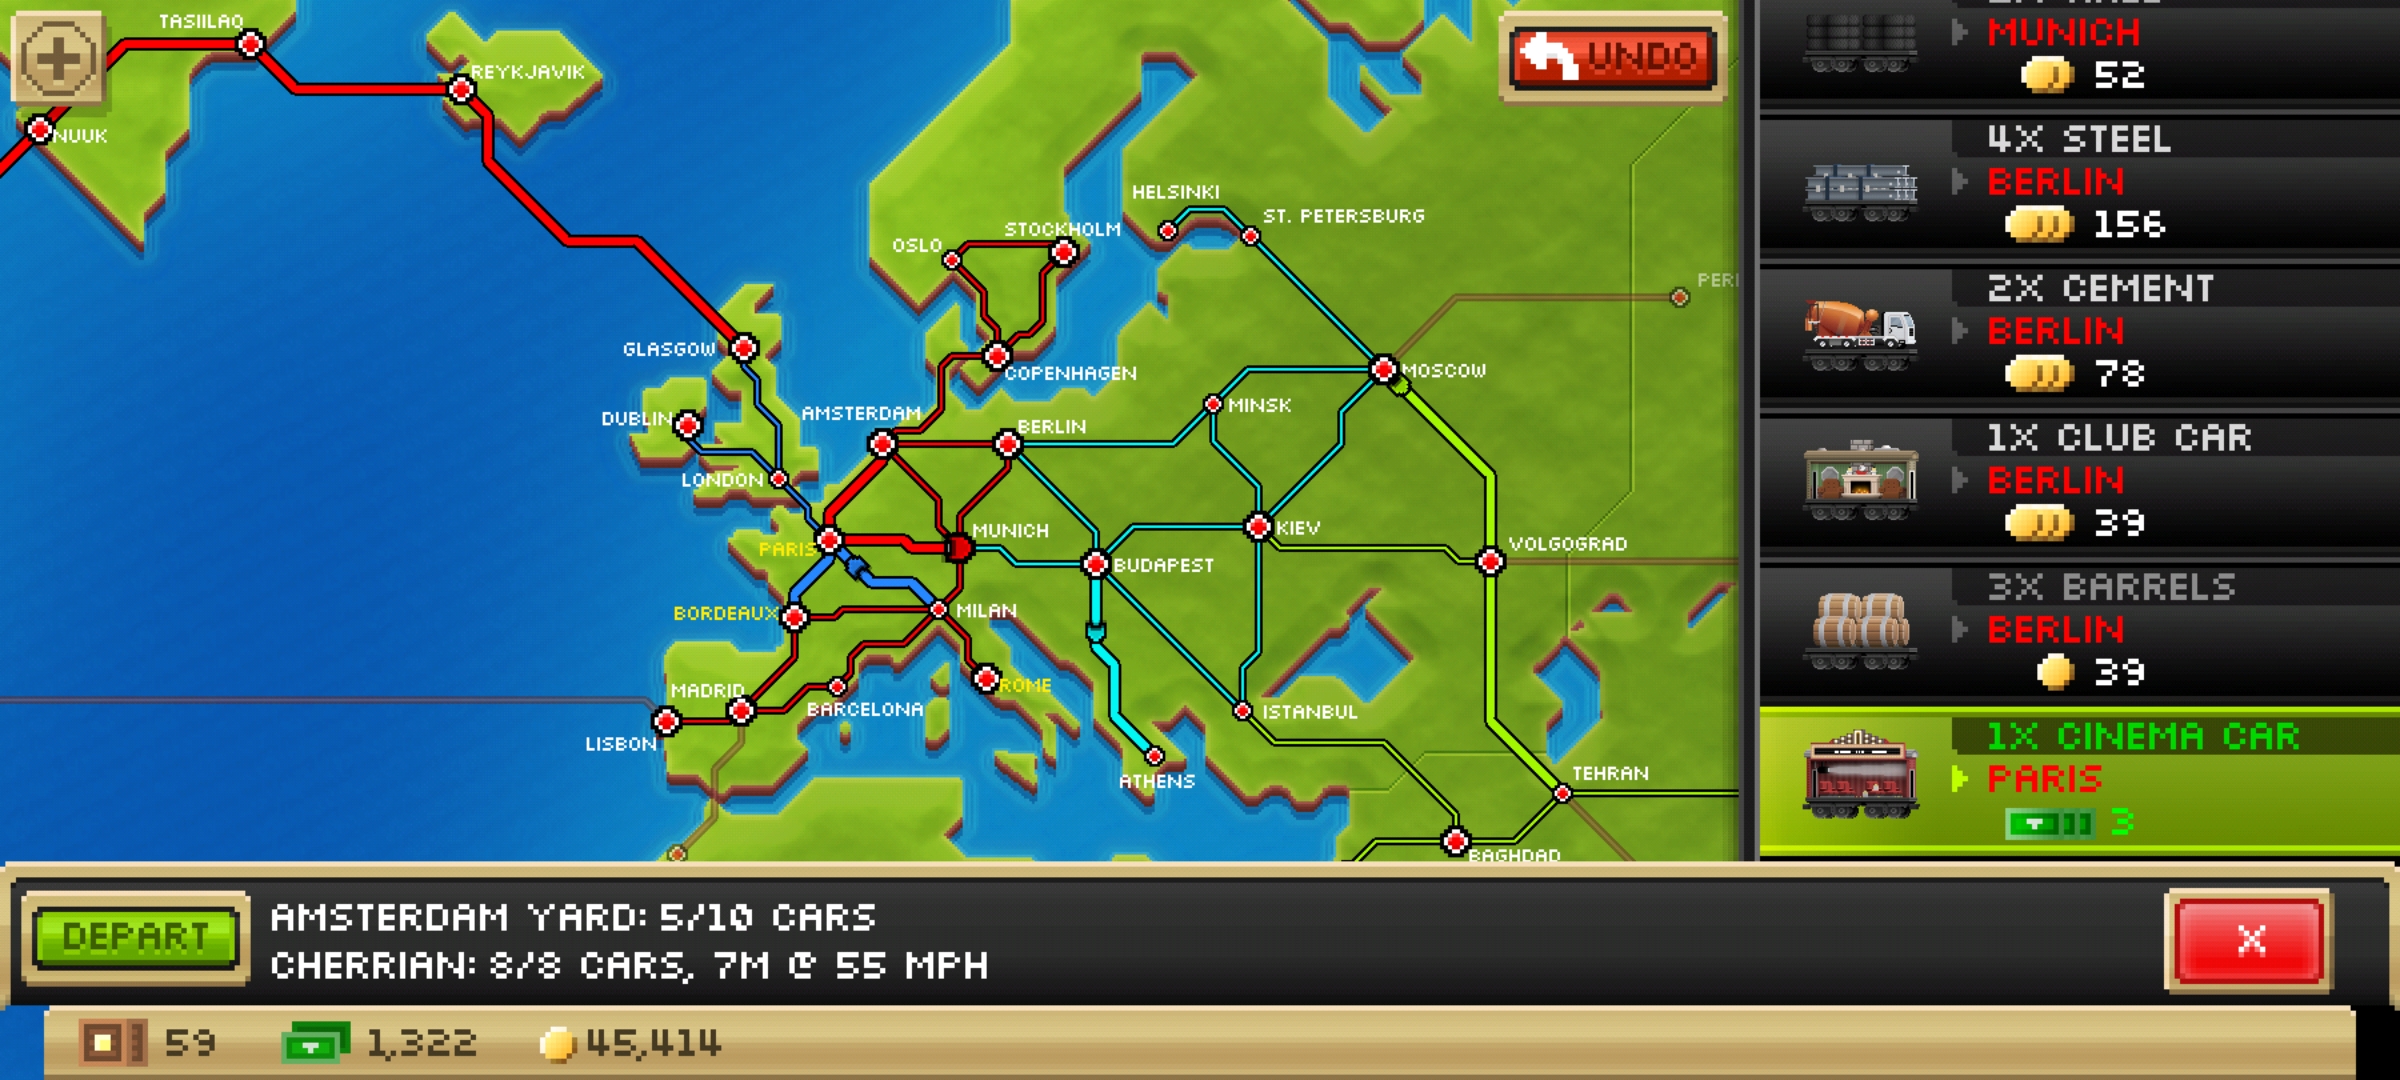 TASIILAQ
REYKJAVIK
NUUK
UNDO
HELSINKI
ST. PETERSBURG
STOCKHOLM
OSLO
GLASGOW
COPENHAGEN
MOSCOW
MINSK
AMSTERDAM
BERLIN
DUBLIN
LONDON
MUNICH
KIEV
VOLGOGRAD
PARIS
BUDAPEST
BORDEAUX
MILAN
MADRID
ROME
BARCELONA
ISTANBUL
LISBON
ATHENS
TEHRAN
BAGHDAD
MUNICH
52
4X STEEL
BERLIN
156
2X CEMENT
BERLIN
78
1X CLUB CAR
BERLIN
39
3X BARRELS
BERLIN
39
1X CINEMA CAR
PARIS
3
DEPART
AMSTERDAM YARD: 5/10 CARS
CHERRIAN: 8/8 CARS, 7M @ 55 MPH
X
59
1,322
45,414